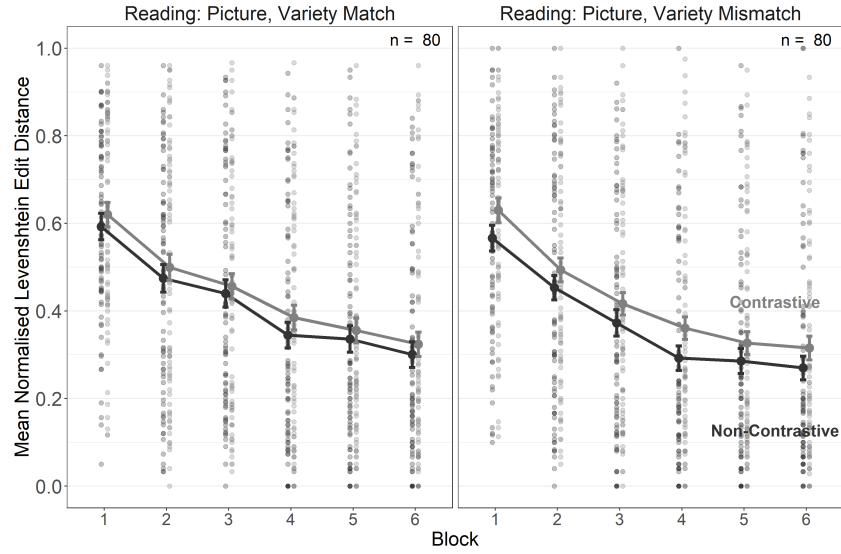 Reading: Picture, Variety Match
Reading: Picture, Variety Mismatch
n = 80
n = 80
Mean Normalised Levenshtein Edit Distance
1.0
0.8
0.6
0.4
0.2
0.0
Contrastive
Non-Contrastive
1 2 3 4 5 6
1 2 3 4 5 6
Block